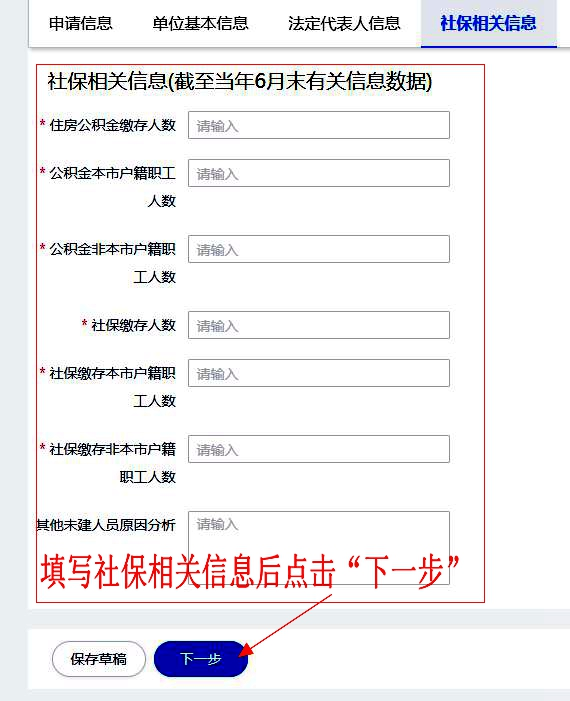 申请信息 单位基本信息 法定代表人信息 社保相关信息
社保相关信息(截至当年6月末有关信息数据)
* 住房公积金缴存人数 请输入
* 公积金本市户籍职工 请输入
人数
* 公积金非本市户籍职 请输入
工人数
* 社保缴存人数 请输入
* 社保缴存本市户籍职 请输入
工人数
* 社保缴存非本市户籍 请输入
职工人数
其他未建人员原因分析 请输入
填写社保相关信息后点击“下一步”
保存草稿 下一步